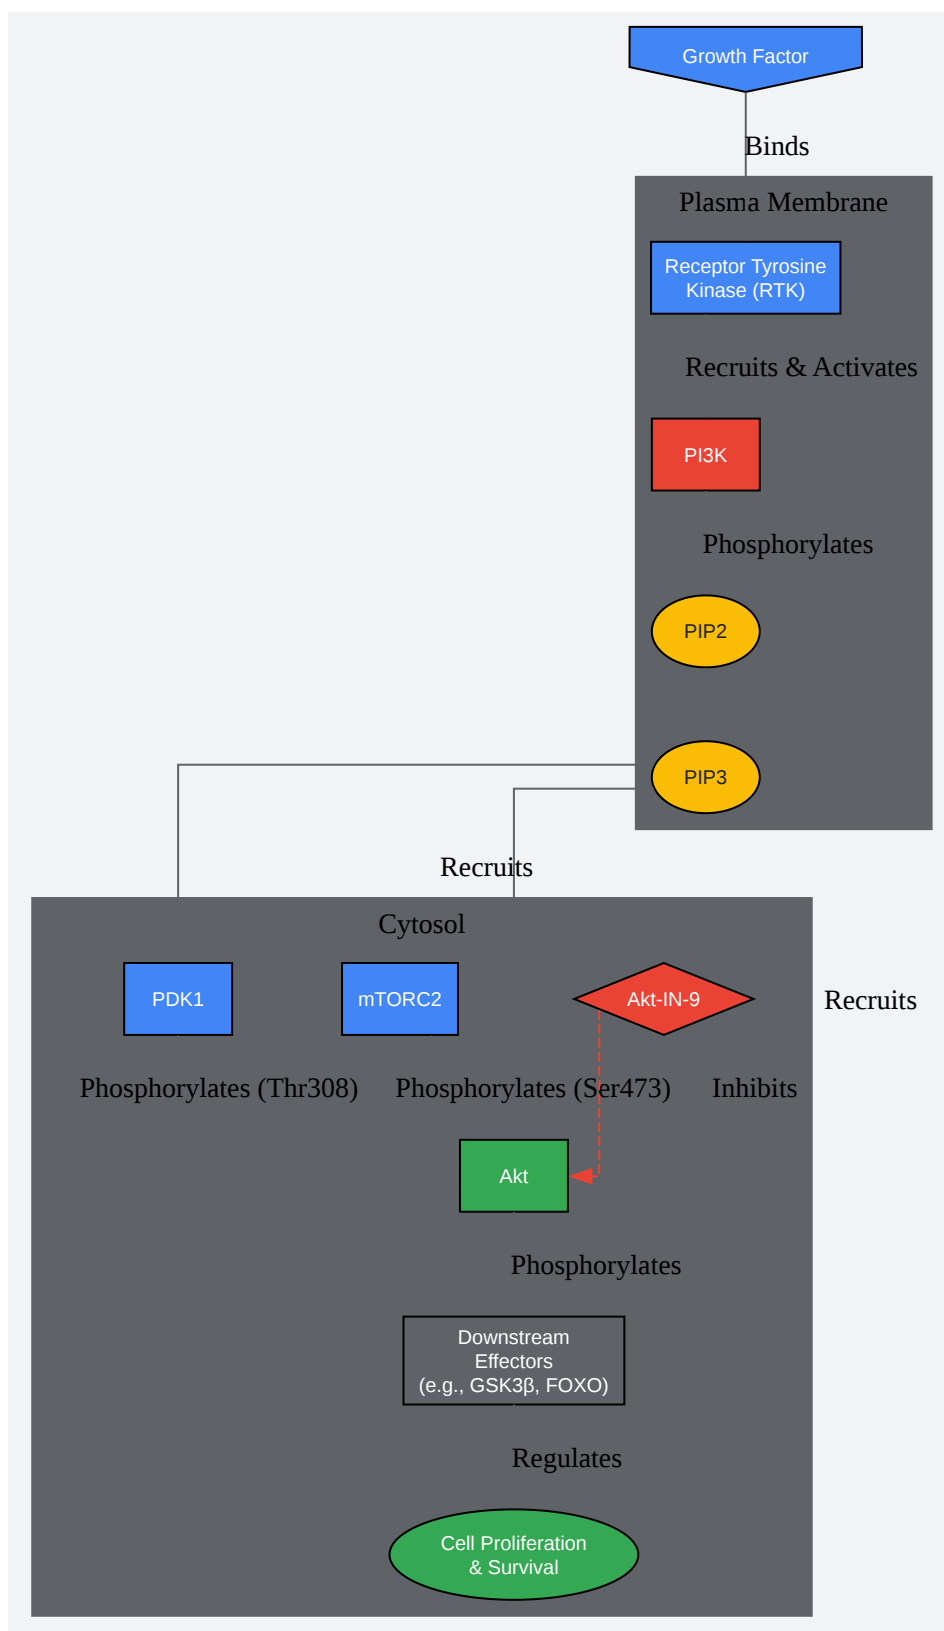 Growth Factor
Binds
Plasma Membrane
Receptor Tyrosine
Kinase (RTK)
Recruits & Activates
PI3K
Phosphorylates
PIP2
PIP3
Recruits
Cytosol
PDK1
mTORC2
Akt-IN-9
Recruits
Phosphorylates (Thr308)
Phosphorylates (Ser473)
Inhibits
Akt
Phosphorylates
Downstream
Effectors
(e.g., GSK3β, FOXO)
Regulates
Cell Proliferation
& Survival